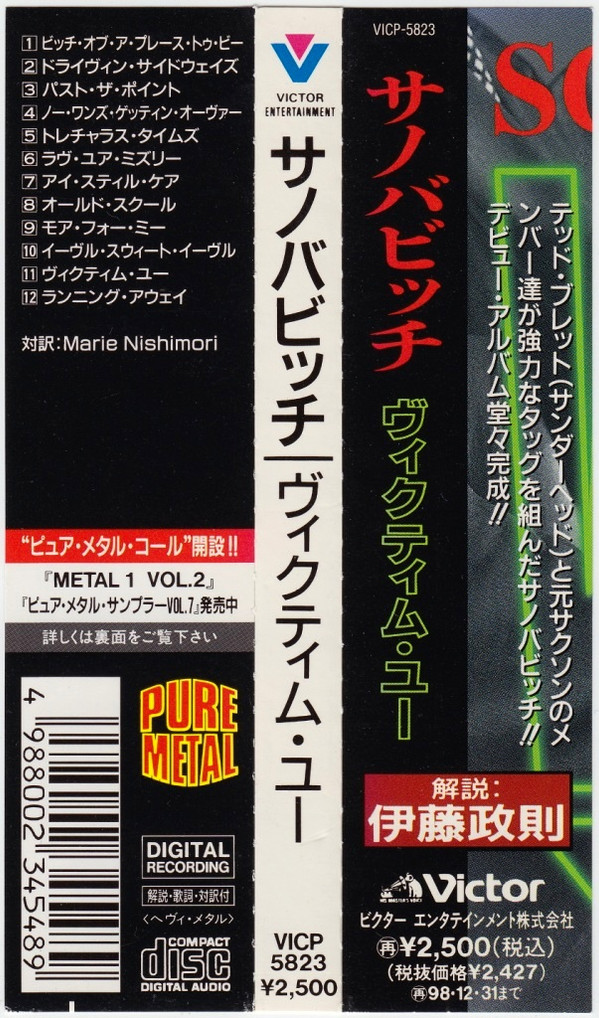 1 ビッチ・オブ・ア・プレース・トゥ・ビー
2 ドライヴィン・サイドウェイズ
3 パスト・ザ・ポイント
4 ノー・ワンズ・ゲッティン・オーヴァー
5 トレチャラス・タイムズ
6 ラヴ・ユア・ミズリー
7 アイ・スティル・ケア
8 オールド・スクール
9 モア・フォー・ミー
10 イーヴル・スウィート・イーヴル
11 ヴィクティム・ユー
12 ランニング・アウェイ
対訳:Marie Nishimori
“ピュア・メタル・コール”開設!!
『METAL 1 VOL.2』
『ピュア・メタル・サンプラーVOL.7』発売中
詳しくは裏面をご覧下さい
4 988002 345489
PURE
METAL
DIGITAL
RECORDING
解説・歌詞・対訳付
〈ヘヴィ・メタル〉
COMPACT
disc
DIGITAL AUDIO
VICTOR
ENTERTAINMENT
サノバビッチ|ヴィクティム・ユー
VICP
5823
¥2,500
VICP-5823
サノバビッチ
ヴィクティム・ユー
テッド・ブレット(サンダーヘッド)と元サクソンのメ
ンバー達が強力なタッグを組んだサノバビッチ!!
デビュー・アルバム堂々完成!!
解説:
伊藤政則
HIS MASTER'S VOICE
Victor
ビクター エンタテインメント株式会社
再¥2,500(税込)
(税抜価格¥2,427)
再98・12・31まで